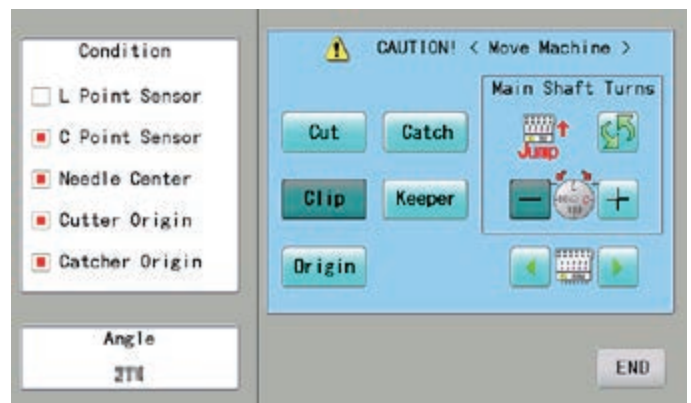 Condition
L Point Sensor
C Point Sensor
Needle Center
Cutter Origin
Catcher Origin
Angle
CAUTION! < Move Machine >
Main Shaft Turns
Cut
Catch
Jump
Clip
Keeper
Origin
END